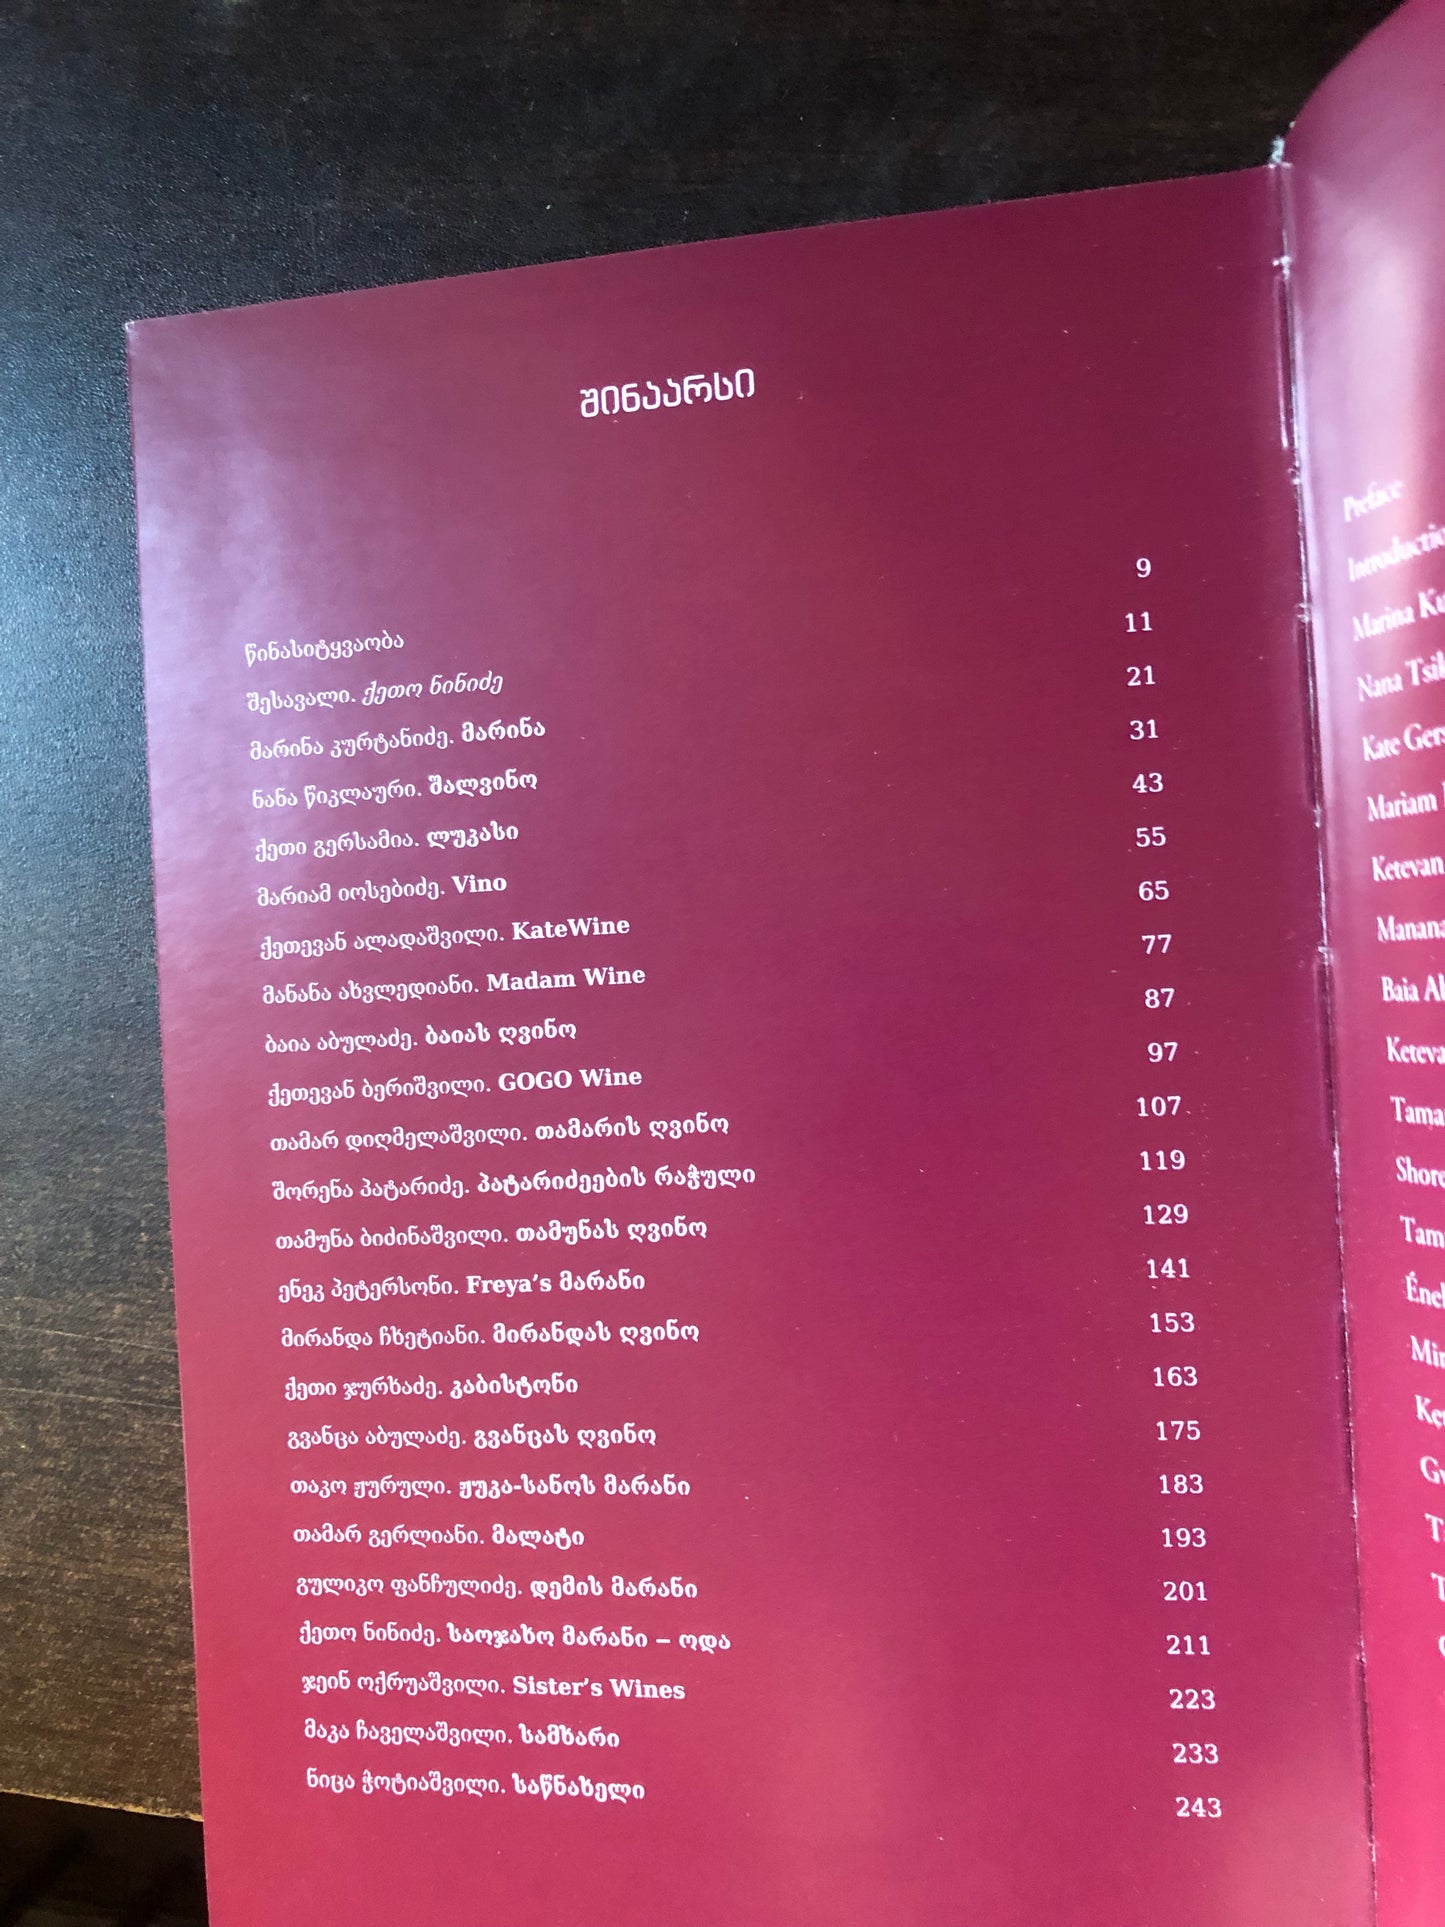 შინაარსი
წინასიტყვაობა 9
შესავალი. ქეთო ნინიძე 11
მარინა კურტანიძე. მარინა 21
ნანა წიკლაური. შალვინო 31
ქეთი გერსამია. ლუკასი 43
მარიამ იოსებიძე. Vino 55
ქეთევან ალადაშვილი. KateWine 65
მანანა ახვლედიანი. Madam Wine 77
ბაია აბულაძე. ბაიას ღვინო 87
ქეთევან ბერიშვილი. GOGO Wine 97
თამარ დიღმელაშვილი. თამარის ღვინო 107
შორენა პატარიძე. პატარიძეების რაჭული 119
თამუნა ბიძინაშვილი. თამუნას ღვინო 129
ენეკ პეტერსონი. Freya’s მარანი 141
მირანდა ჩხეტიანი. მირანდას ღვინო 153
ქეთი ჯურხაძე. კაბისტონი 163
გვანცა აბულაძე. გვანცას ღვინო 175
თაკო ჟურული. ჟუკა-სანოს მარანი 183
თამარ გერლიანი. მალატი 193
გულიკო ფანჩულიძე. დემის მარანი 201
ქეთო ნინიძე. საოჯახო მარანი – ოდა 211
ჯეინ ოქრუაშვილი. Sister’s Wines 223
მაკა ჩაველაშვილი. სამხარი 233
ნიცა ჭოტიაშვილი. საწნახელი 243
Preface
Marina
Nana
Kate
Mariam
Ketevan
Manana
Baia